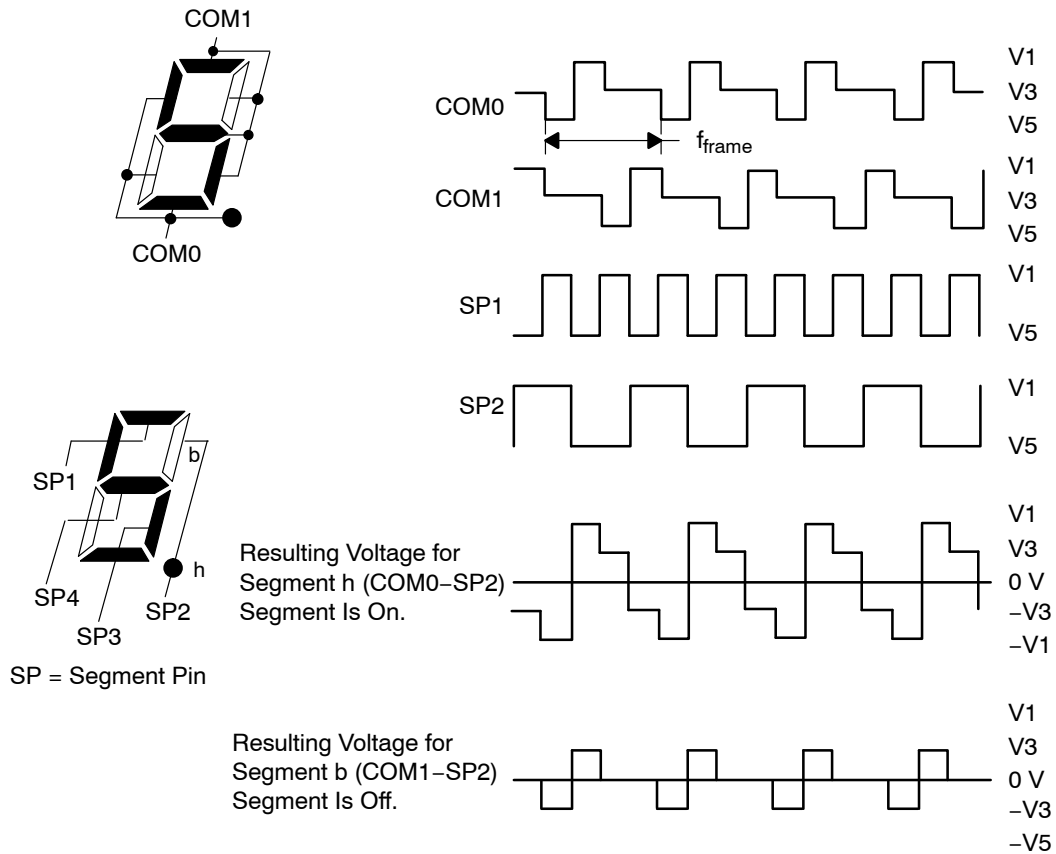 COM1
COM0
COM0
V1
V3
V5
fframe
COM1
V1
V3
V5
SP1
V1
V5
SP2
V1
V5
b
h
SP1
SP4
SP3
SP2
SP = Segment Pin
Resulting Voltage for
Segment h (COM0−SP2)
Segment Is On.
V1
V3
0 V
−V3
−V1
Resulting Voltage for
Segment b (COM1−SP2)
Segment Is Off.
V1
V3
0 V
−V3
−V5